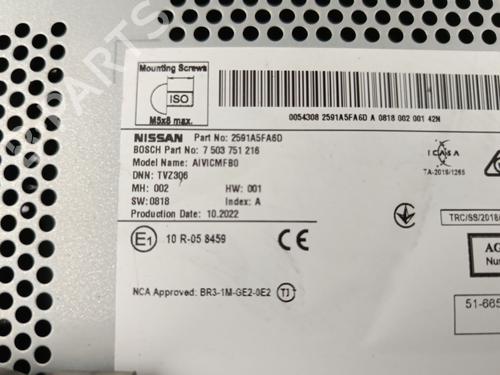 Mounting Screws
ISO
M5x8 max.
0054308 2591A5FA6D A 0818 002 001 42N
NISSAN Part No: 2591A5FA6D
BOSCH Part No: 7 503 751 216
Model Name: AIVICMFB0
DNN: TVZ306
MH: 002 HW: 001
SW: 0818 Index: A
Production Date: 10.2022
ICASA
TA-2018/1265
E1 10 R-05 8459
CE
TRC/SS/2018/
AG
Nu
NCA Approved: BR3-1M-GE2-0E2
51-665
PARTS